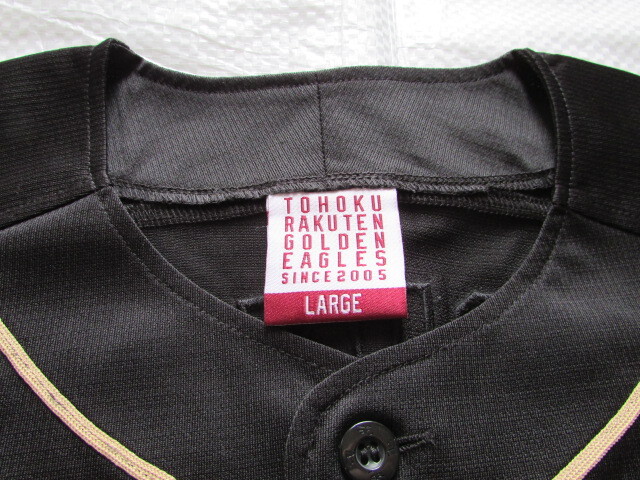 TOHOKU
RAKUTEN
GOLDEN
EAGLES
SINCE2005
LARGE